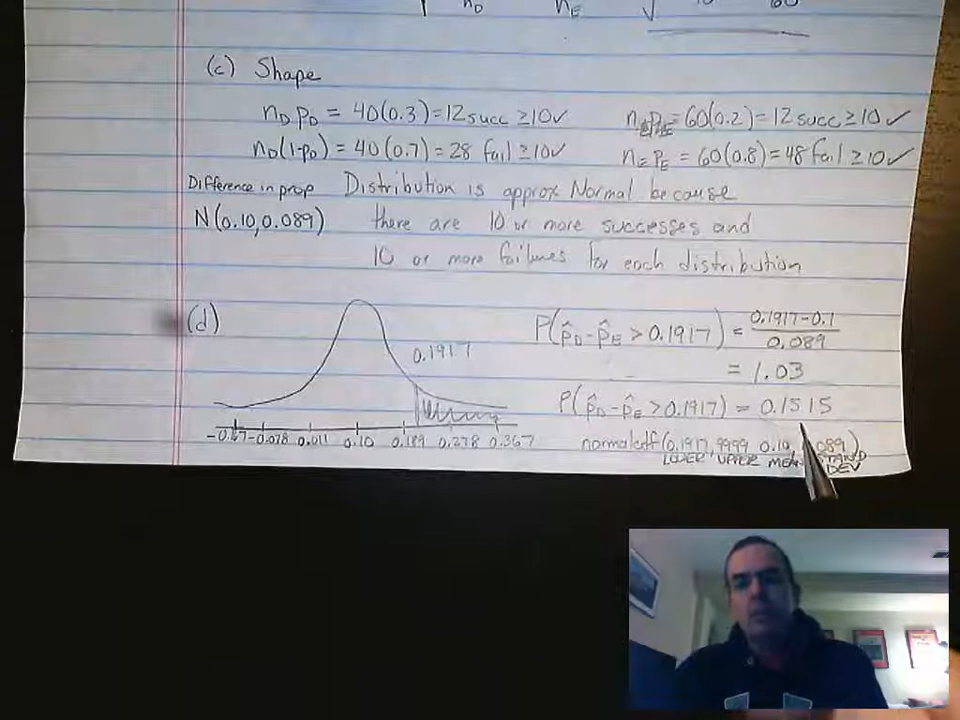 n_D n_E √ 10 60
(c) Shape
n_D p_D = 40(0.3) = 12 succ ≥ 10 ✓
n_E p_E = 60(0.2) = 12 succ ≥ 10 ✓
n_D(1-p_D) = 40(0.7) = 28 fail ≥ 10 ✓
n_E p_E = 60(0.8) = 48 fail ≥ 10 ✓
Difference in prop Distribution is approx Normal because
N(0.10, 0.089) there are 10 or more successes and
10 or more failures for each distribution
(d)
0.1917
-0.078 0.011 0.10 0.189 0.278 0.367
P(p̂_D - p̂_E > 0.1917) = 0.1917-0.1 / 0.089
= 1.03
P(p̂_D - p̂_E > 0.1917) = 0.1515
normalcdf(0.1917, 9999, 0.10, .089)
LOWER UPPER MEAN STAND
DEV